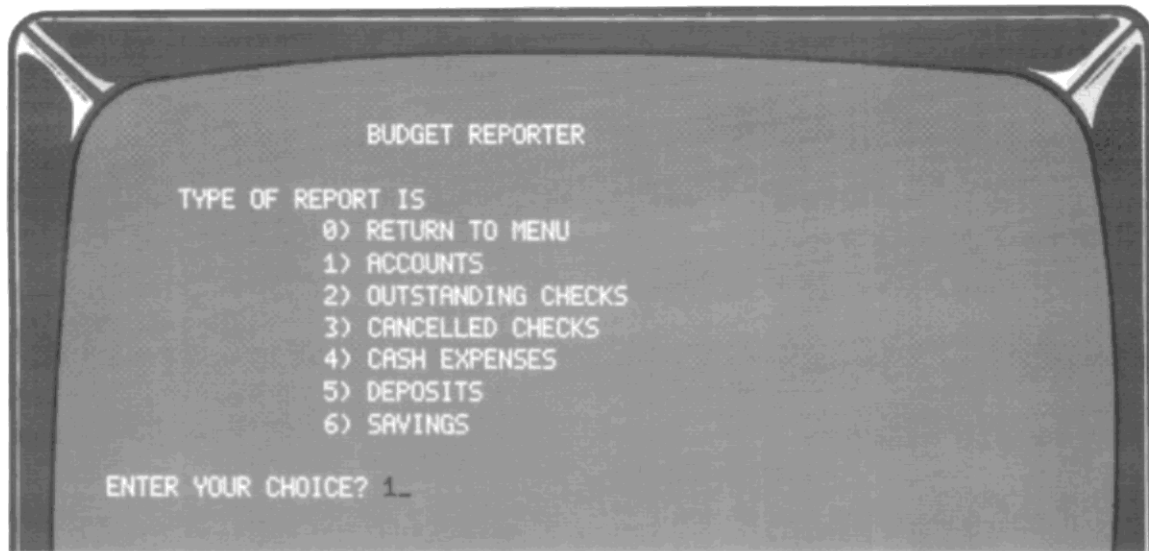 BUDGET REPORTER
TYPE OF REPORT IS
0) RETURN TO MENU
1) ACCOUNTS
2) OUTSTANDING CHECKS
3) CANCELLED CHECKS
4) CASH EXPENSES
5) DEPOSITS
6) SAVINGS
ENTER YOUR CHOICE? 1_